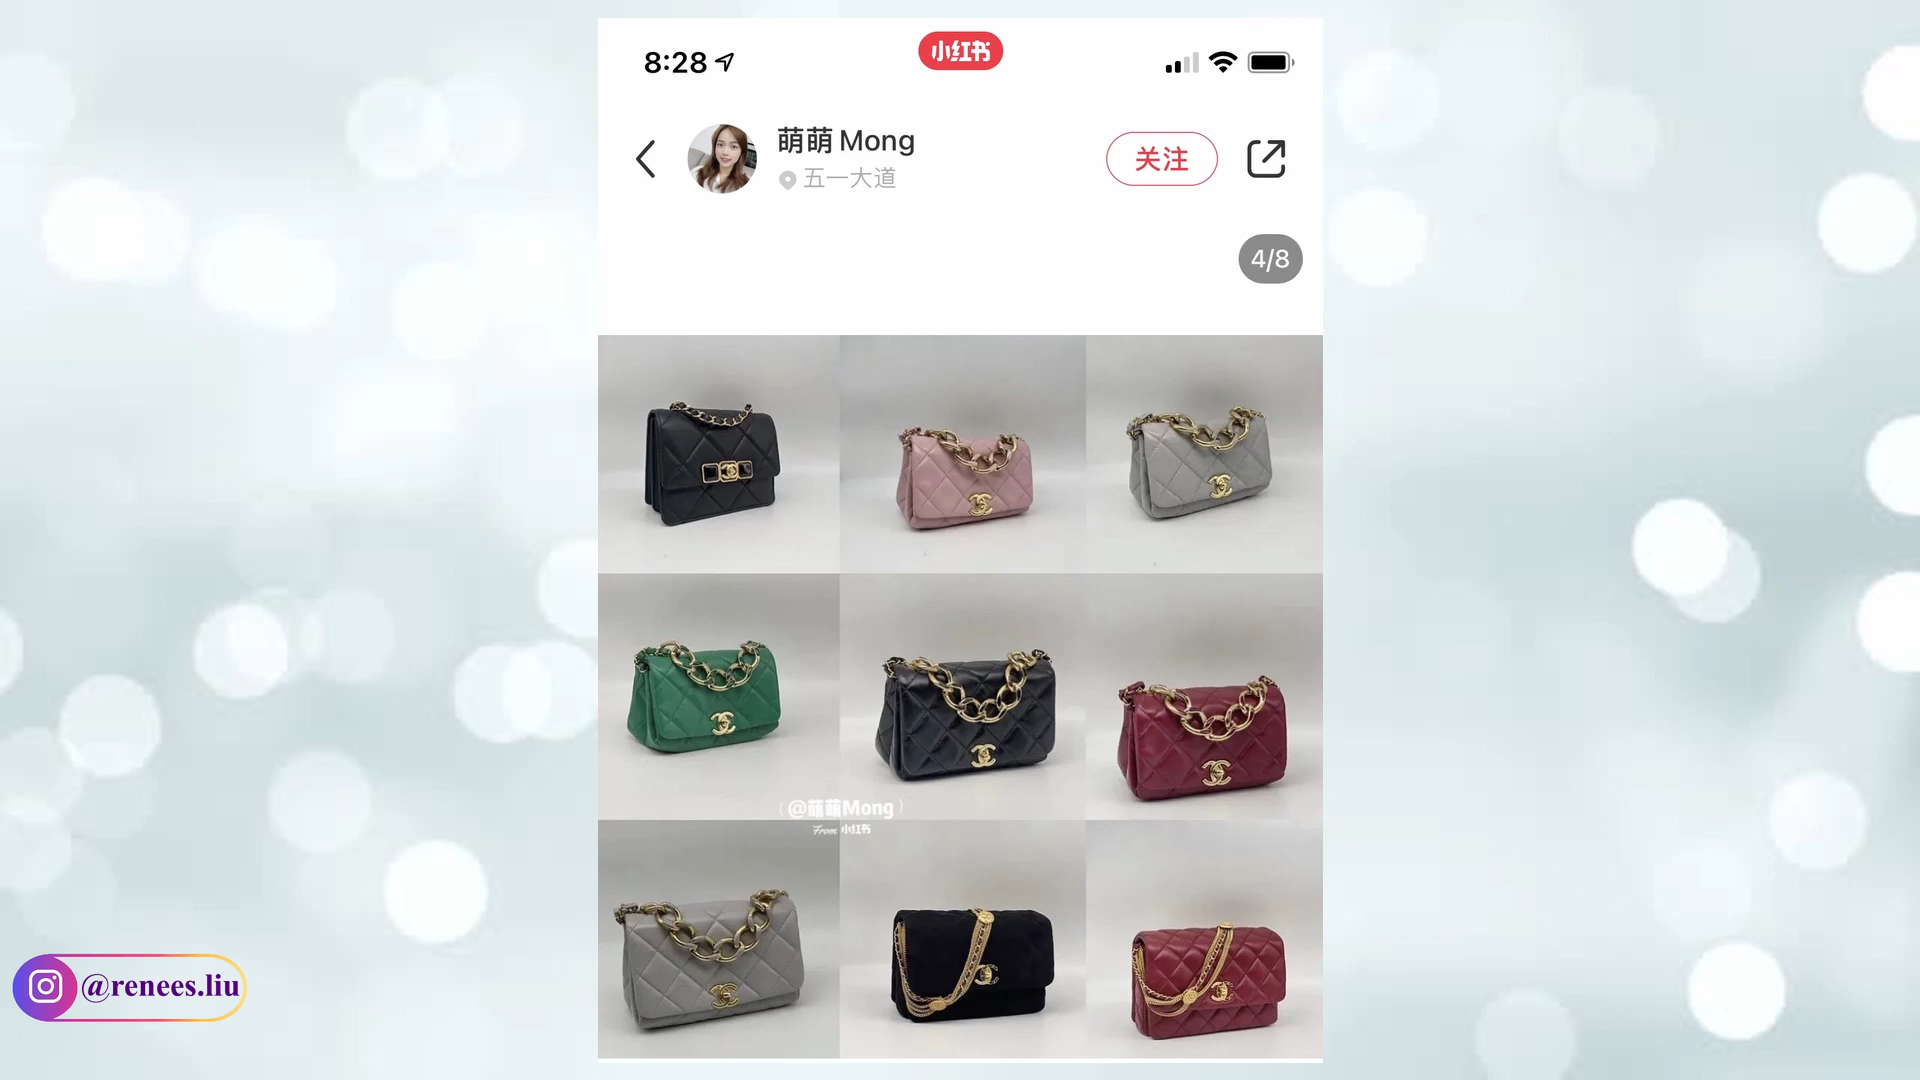 8:28
小红书
萌萌 Mong
五一大道
关注
4/8
@萌萌Mong
From 小红书
@renees.liu